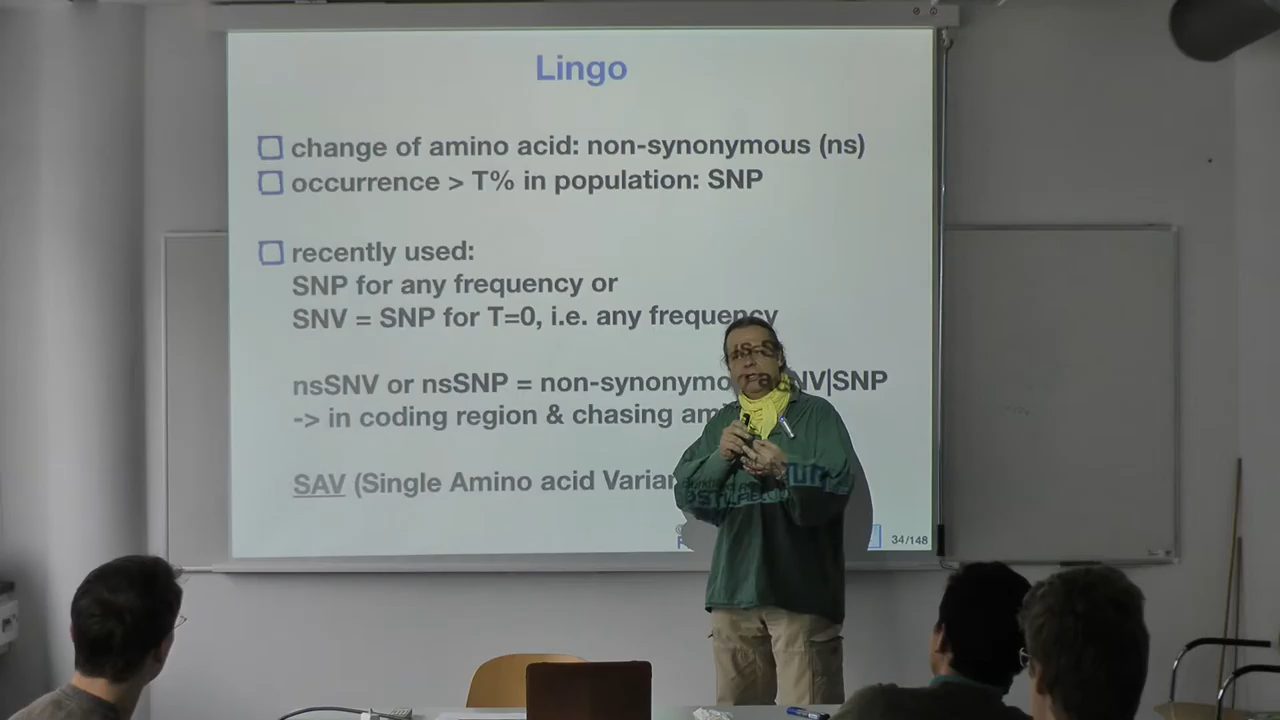 Lingo
change of amino acid: non-synonymous (ns)
occurrence > T% in population: SNP
recently used:
SNP for any frequency or
SNV = SNP for T=0, i.e. any frequency
nsSNV or nsSNP = non-synonymo NV|SNP
-> in coding region & chasing am
SAV (Single Amino acid Varian
34/148